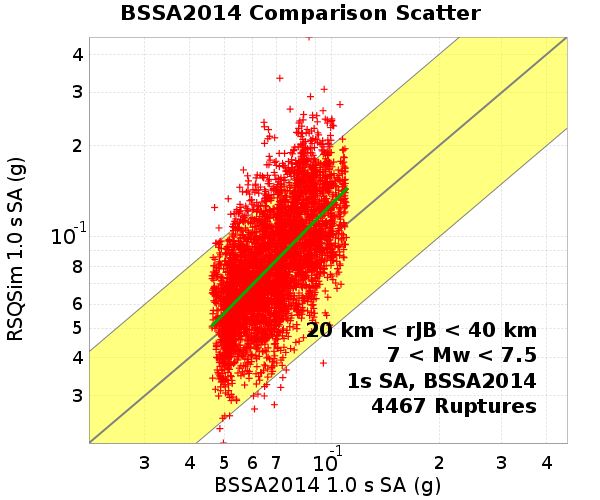 BSSA2014 Comparison Scatter
RSQSim 1.0 s SA (g)
4
3
2
10-1
8
6
5
4
3
20 km < rJB < 40 km
7 < Mw < 7.5
1s SA, BSSA2014
4467 Ruptures
3 4 5 6 7 10-1 2 3 4
BSSA2014 1.0 s SA (g)